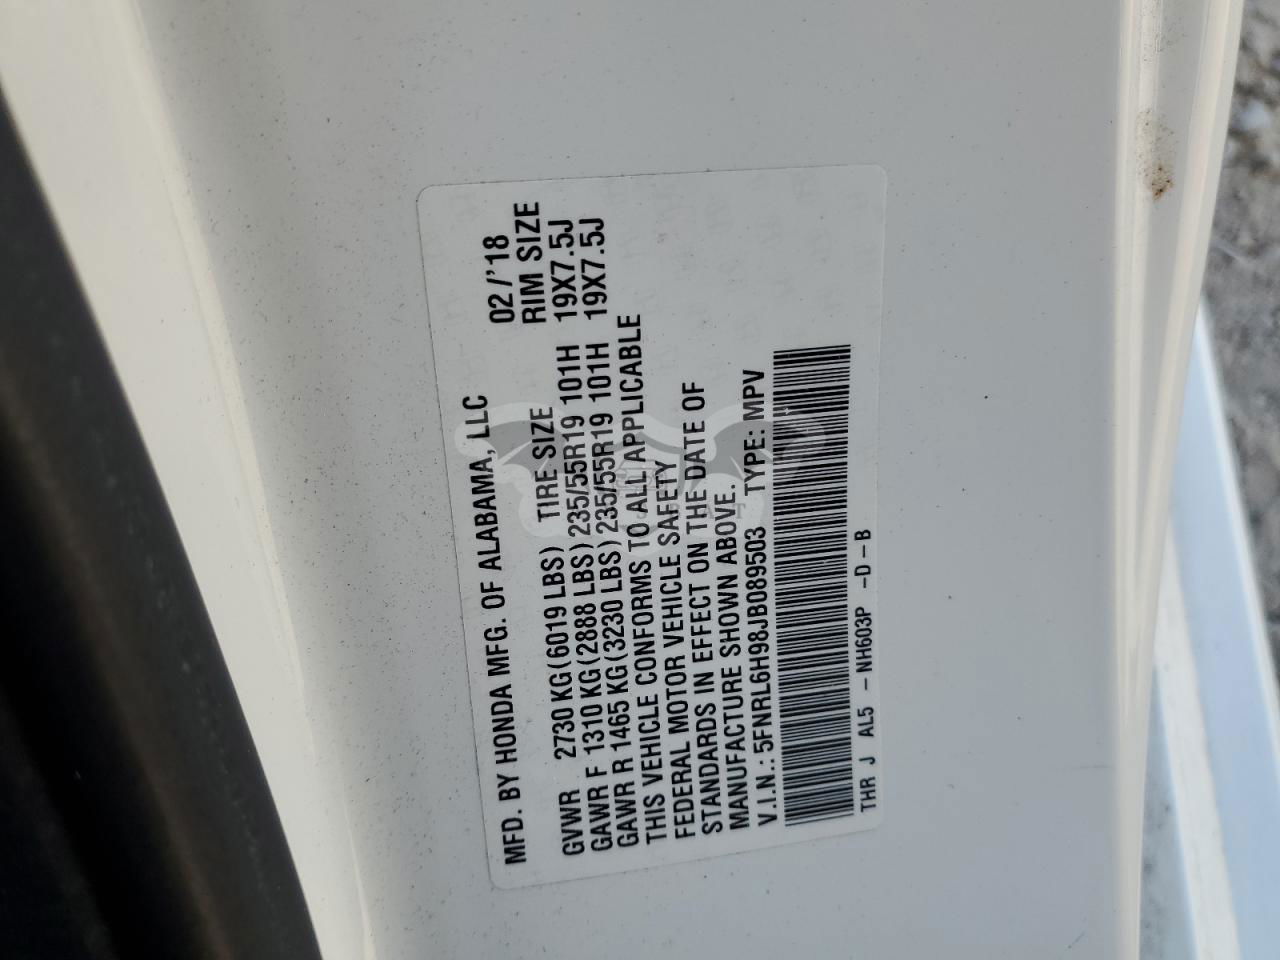 MFD. BY HONDA MFG. OF ALABAMA, LLC 02/'18
GVWR 2730 KG(6019 LBS) TIRE SIZE RIM SIZE
GAWR F 1310 KG(2888 LBS) 235/55R19 101H 19X7.5J
GAWR R 1465 KG(3230 LBS) 235/55R19 101H 19X7.5J
THIS VEHICLE CONFORMS TO ALL APPLICABLE
FEDERAL MOTOR VEHICLE SAFETY
STANDARDS IN EFFECT ON THE DATE OF
MANUFACTURE SHOWN ABOVE.
V.I.N.: 5FNRL6H98JB089503 TYPE: MPV
THR J AL5 - NH603P -D-B